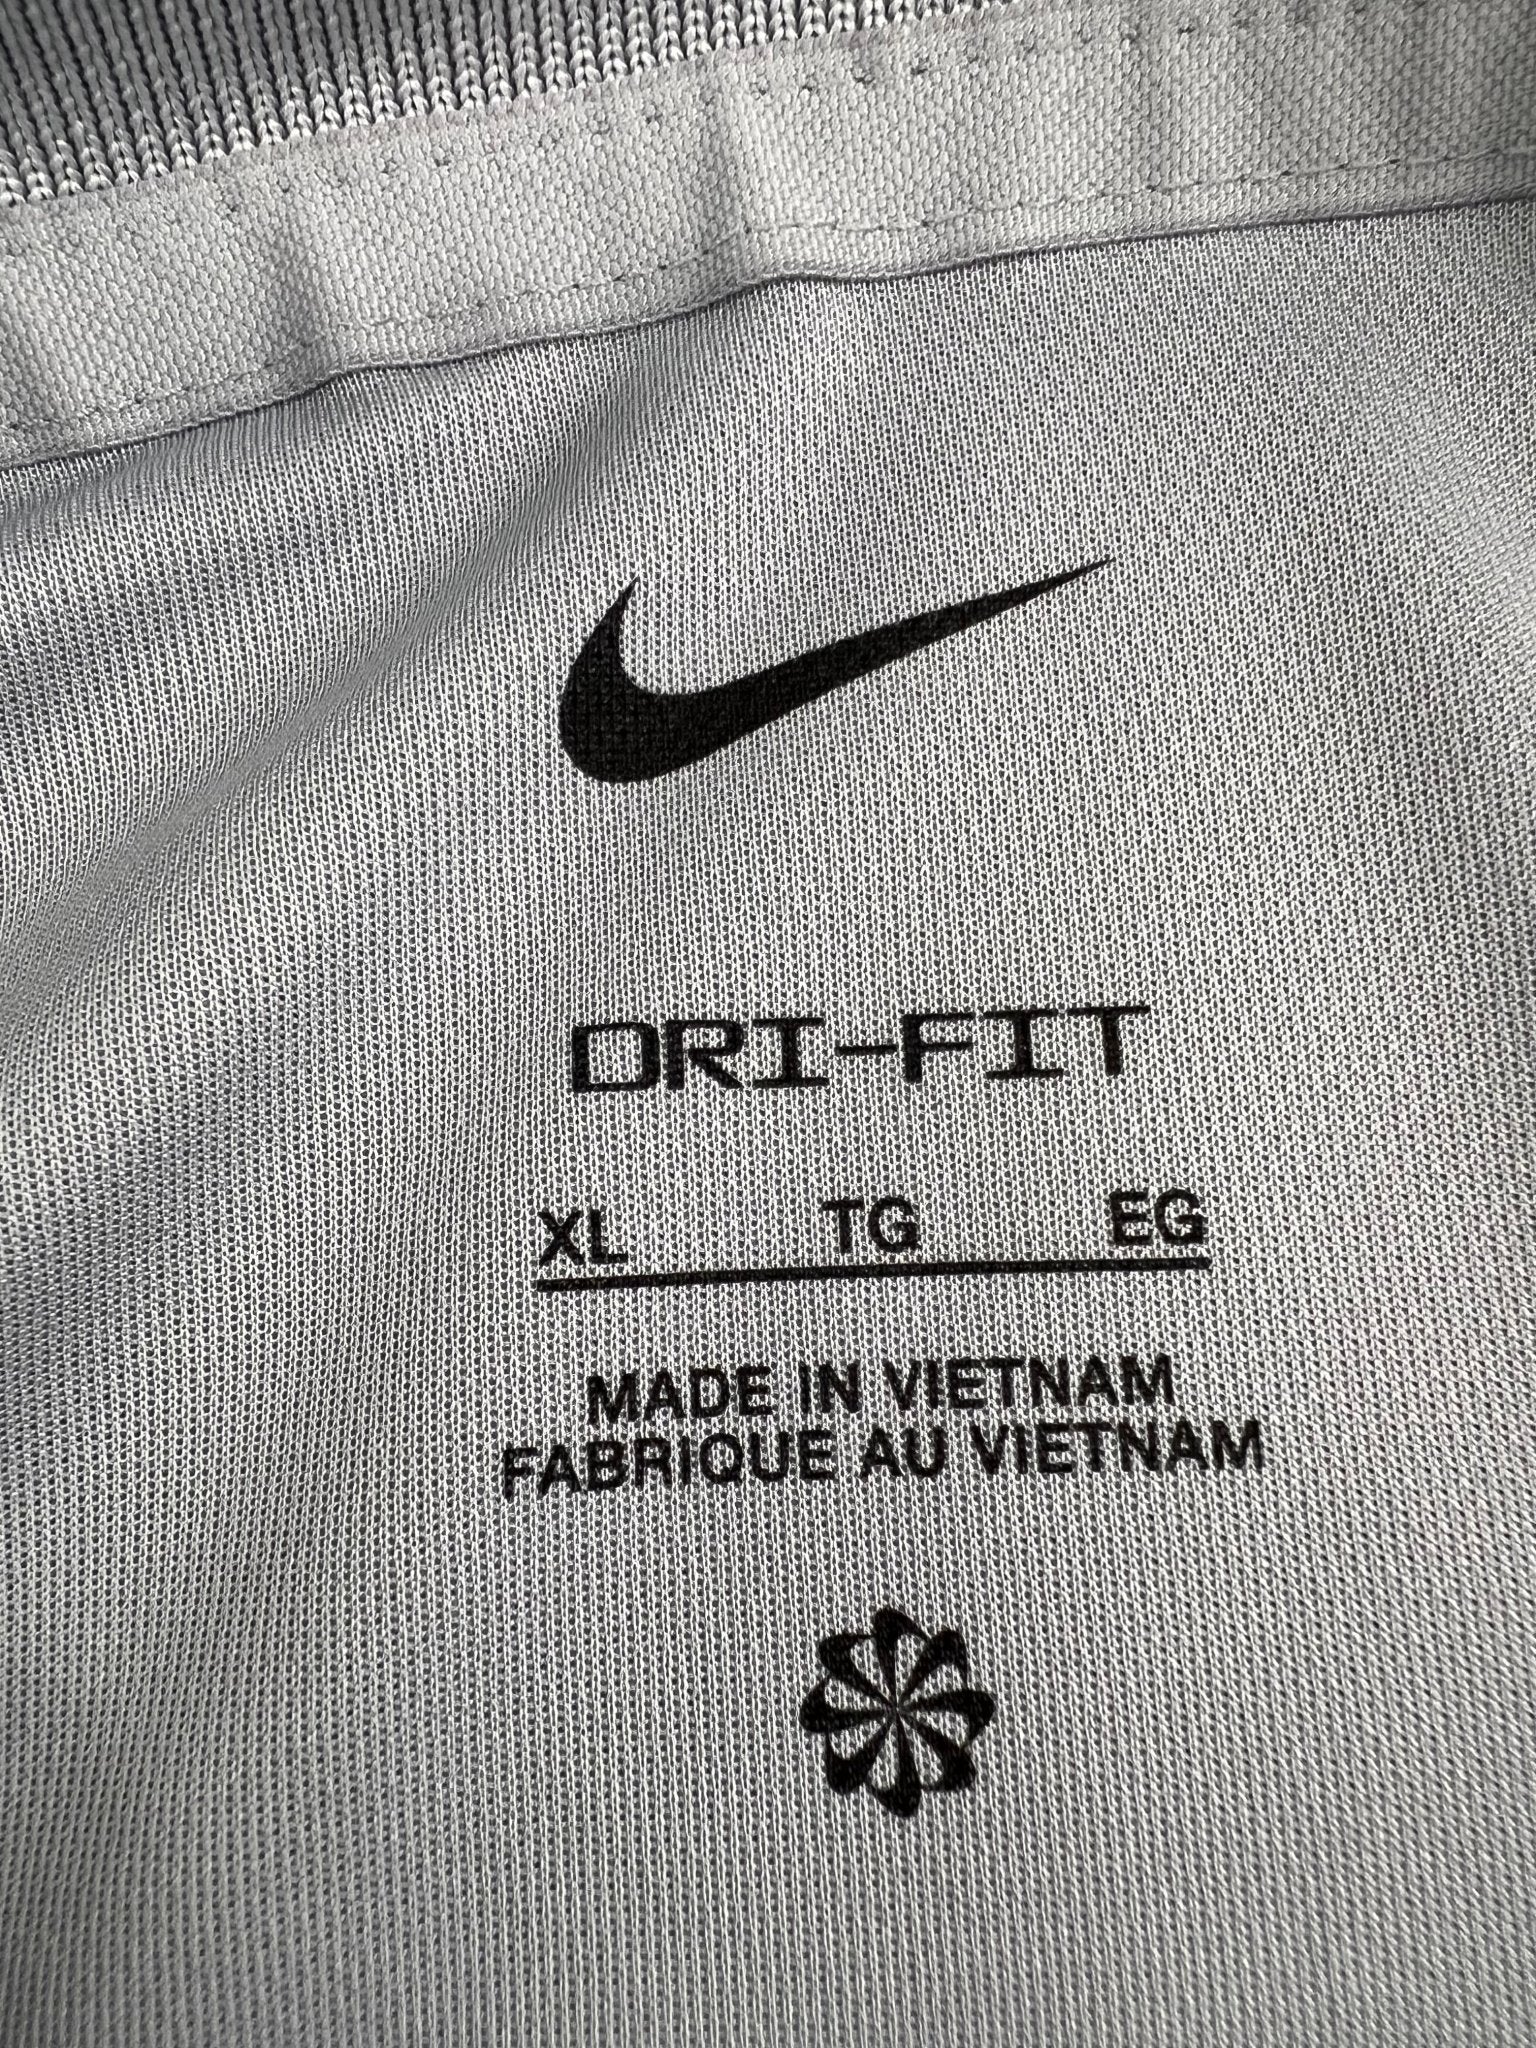 DRI-FIT
XL TG EG
MADE IN VIETNAM
FABRIQUE AU VIETNAM